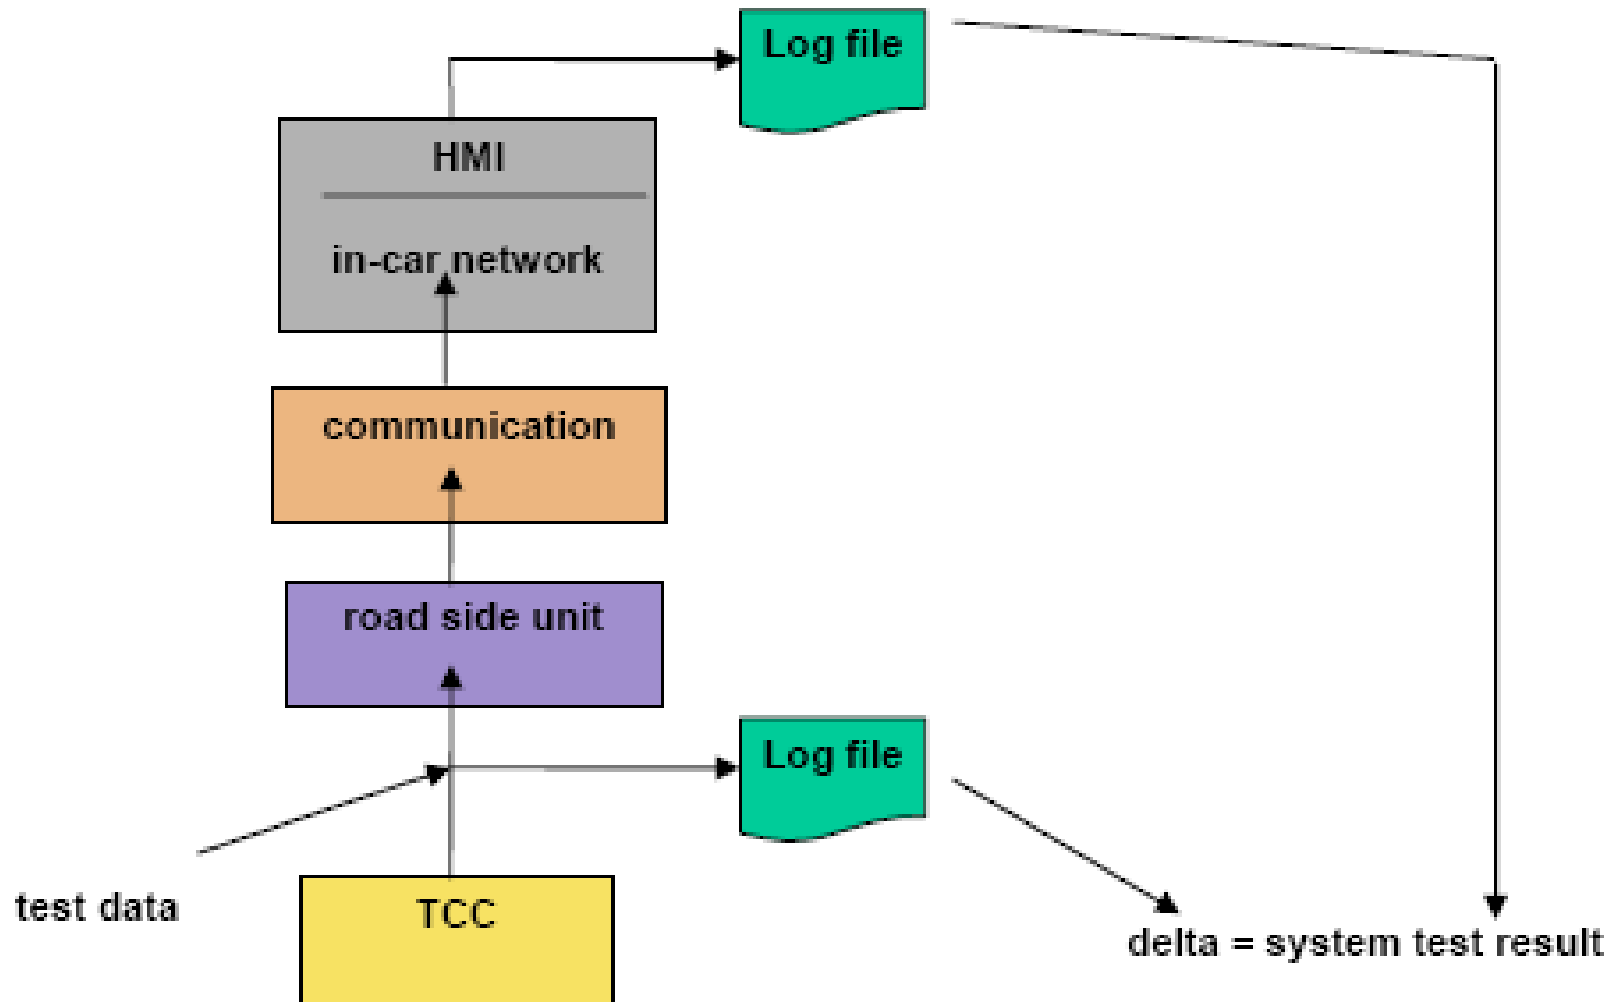 Log file
HMI
in-car network
communication
road side unit
Log file
test data
TCC
delta = system test result